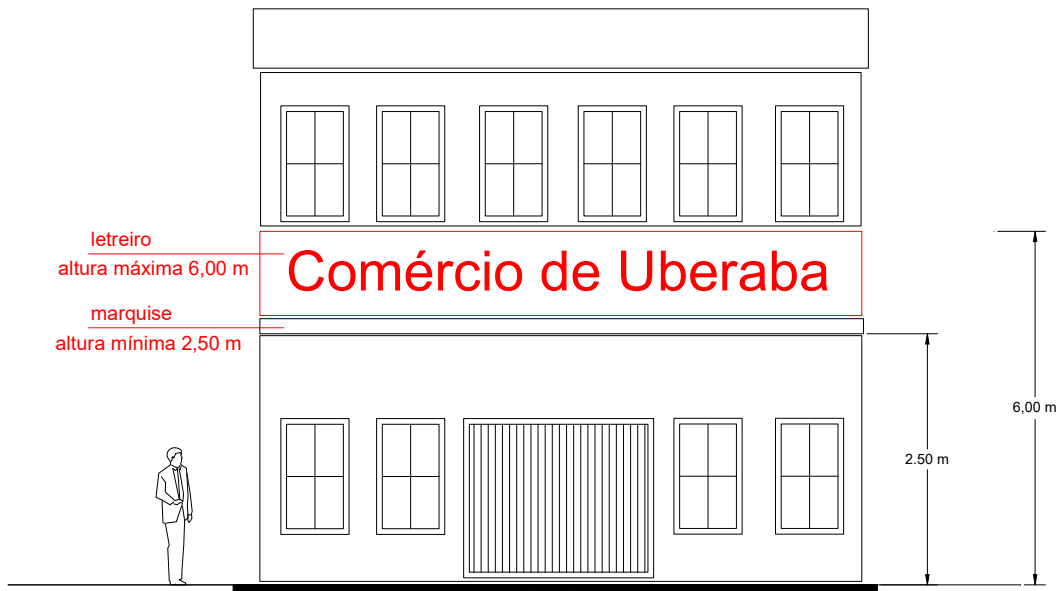 letreiro
altura máxima 6,00 m
Comércio de Uberaba
marquise
altura mínima 2,50 m
6,00 m
2.50 m